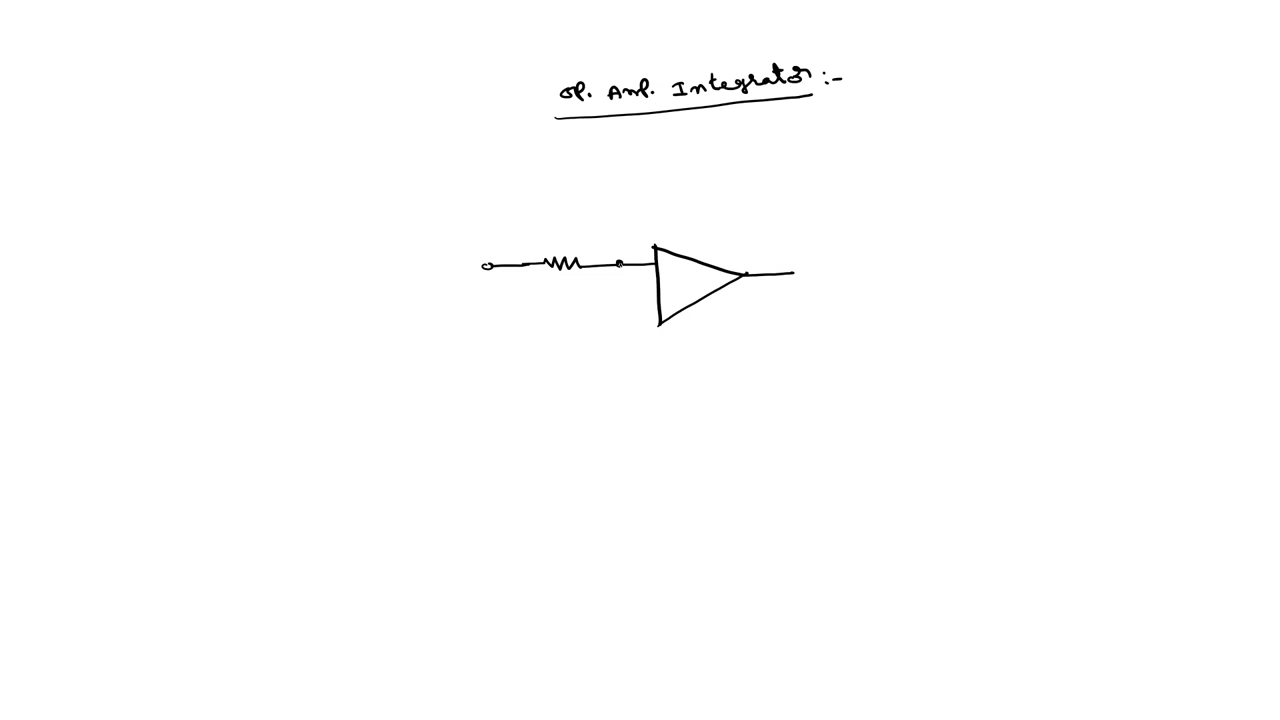 Op. Amp. Integrator :-